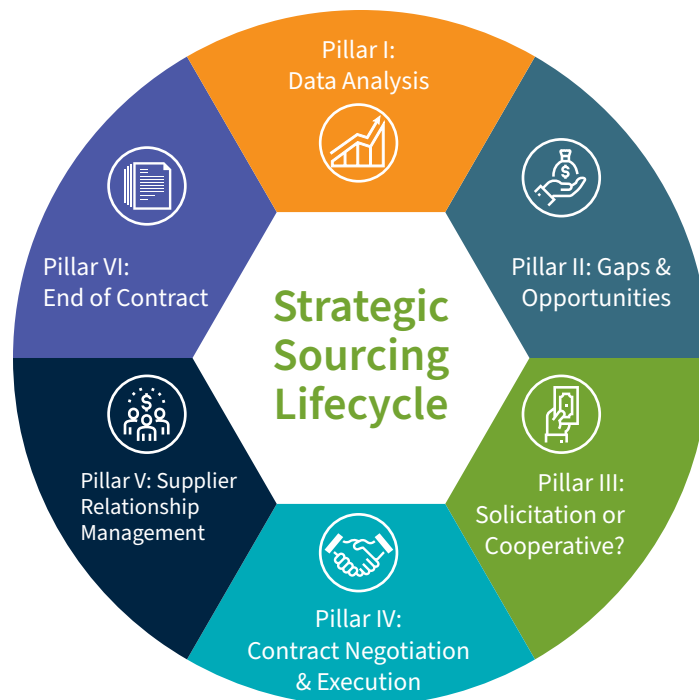 Pillar I:
Data Analysis
Pillar II: Gaps &
Opportunities
Pillar III:
Solicitation or
Cooperative?
Pillar IV:
Contract Negotiation
& Execution
Pillar V: Supplier
Relationship
Management
Pillar VI:
End of Contract
Strategic
Sourcing
Lifecycle
$
$